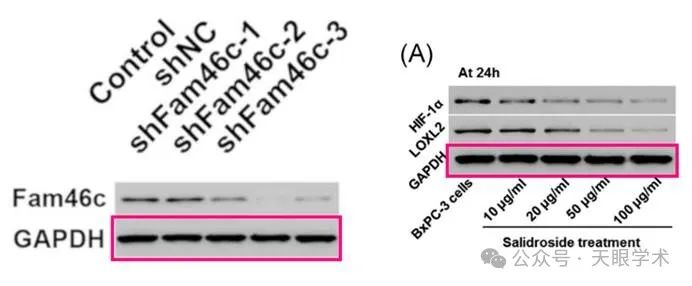 Control
shNC
shFam46c-1
shFam46c-2
shFam46c-3
Fam46c
GAPDH
(A)
At 24h
HIF-1α
LOXL2
GAPDH
BxPC-3 cells
10 μg/ml
20 μg/ml
50 μg/ml
100 μg/ml
Salidroside treatment
公众号·天眼学术